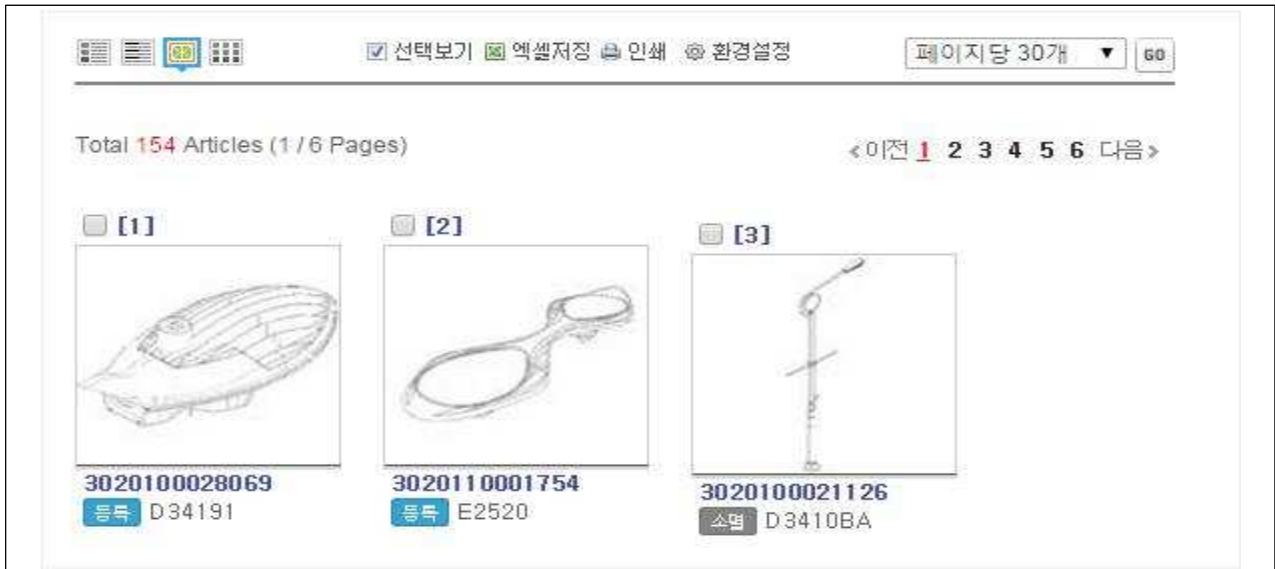 선택보기 엑셀저장 인쇄 환경설정 페이지당 30개 ▼ GO
Total 154 Articles (1 / 6 Pages) «이전 1 2 3 4 5 6 다음»
[1] [2] [3]
3020100028069 3020110001754 3020100021126
등록 D34191 등록 E2520 소멸 D3410BA